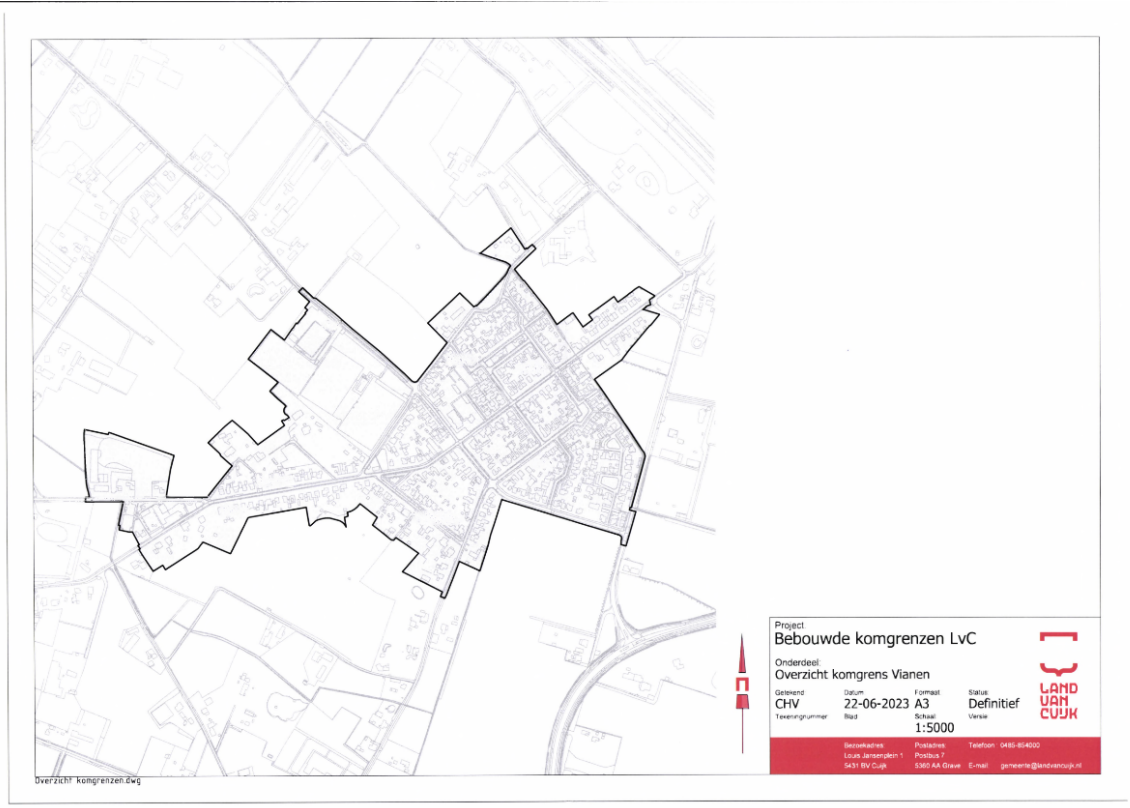 Project:
Bebouwde komgrenzen LvC
Onderdeel:
Overzicht komgrens Vianen
Getekend Datum Formaat Status:
CHV 22-06-2023 A3 Definitief
Tekeningnummer Blad Schaal Versie
1:5000
LAND
VAN
CUIJK
Bezoekadres: Postadres: Telefoon: 0485-854000
Louis Jansenplein 1 Postbus 7
5431 BV Cuijk 5360 AA Grave E-mail: gemeente@landvancuijk.nl
Overzicht komgrenzen.dwg